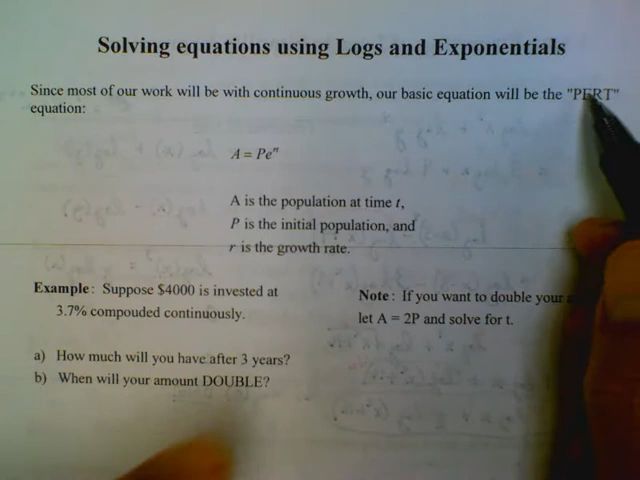 Solving equations using Logs and Exponentials
Since most of our work will be with continuous growth, our basic equation will be the "PERT"
equation:
A = Pe^rt
A is the population at time t,
P is the initial population, and
r is the growth rate.
Example: Suppose $4000 is invested at
3.7% compouded continuously.
a) How much will you have after 3 years?
b) When will your amount DOUBLE?
Note: If you want to double your
let A = 2P and solve for t.